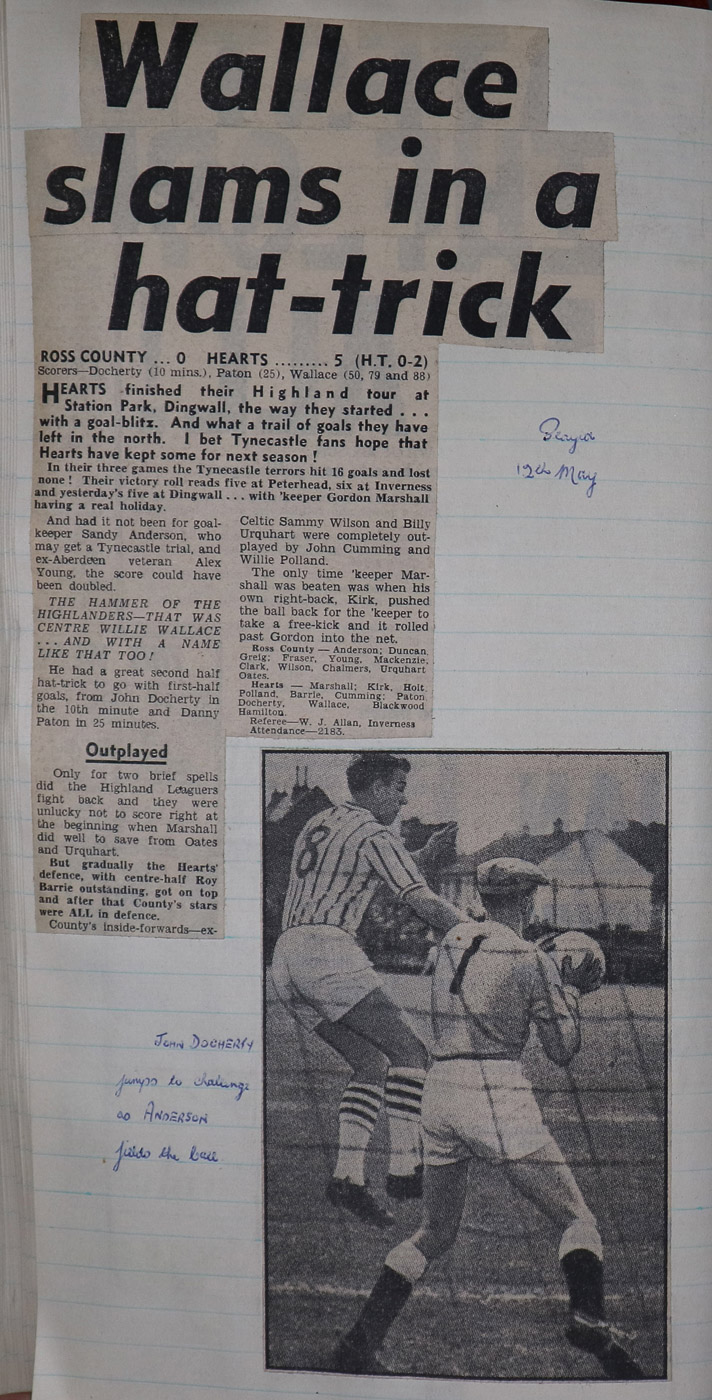 Wallace
slams in a
hat-trick
ROSS COUNTY ... 0 HEARTS ......... 5 (H.T. 0-2)
Scorers—Docherty (10 mins.), Paton (25), Wallace (50, 79 and 88)
HEARTS finished their Highland tour at
Station Park, Dingwall, the way they started . . .
with a goal-blitz. And what a trail of goals they have
left in the north. I bet Tynecastle fans hope that
Hearts have kept some for next season !
In their three games the Tynecastle terrors hit 16 goals and lost
none ! Their victory roll reads five at Peterhead, six at Inverness
and yesterday's five at Dingwall . . . with 'keeper Gordon Marshall
having a real holiday.
And had it not been for goal-
keeper Sandy Anderson, who
may get a Tynecastle trial, and
ex-Aberdeen veteran Alex
Young, the score could have
been doubled.
THE HAMMER OF THE
HIGHLANDERS—THAT WAS
CENTRE WILLIE WALLACE
. . . AND WITH A NAME
LIKE THAT TOO !
He had a great second half
hat-trick to go with first-half
goals, from John Docherty in
the 10th minute and Danny
Paton in 25 minutes.
Outplayed
Only for two brief spells
did the Highland Leaguers
fight back and they were
unlucky not to score right at
the beginning when Marshall
did well to save from Oates
and Urquhart.
But gradually the Hearts'
defence, with centre-half Roy
Barrie outstanding, got on top
and after that County's stars
were ALL in defence.
County's inside-forwards—ex-
Celtic Sammy Wilson and Billy
Urquhart were completely out-
played by John Cumming and
Willie Polland.
The only time 'keeper Mar-
shall was beaten was when his
own right-back, Kirk, pushed
the ball back for the 'keeper to
take a free-kick and it rolled
past Gordon into the net.
Ross County — Anderson; Duncan,
Greig; Fraser, Young, Mackenzie,
Clark, Wilson, Chalmers, Urquhart
Oates.
Hearts — Marshall; Kirk, Holt,
Polland, Barrie, Cumming; Paton
Docherty, Wallace, Blackwood
Hamilton.
Referee—W. J. Allan, Inverness
Attendance—2183.
12th May
8
1
JOHN DOCHERTY
jumps to challenge
as ANDERSON
fields the ball